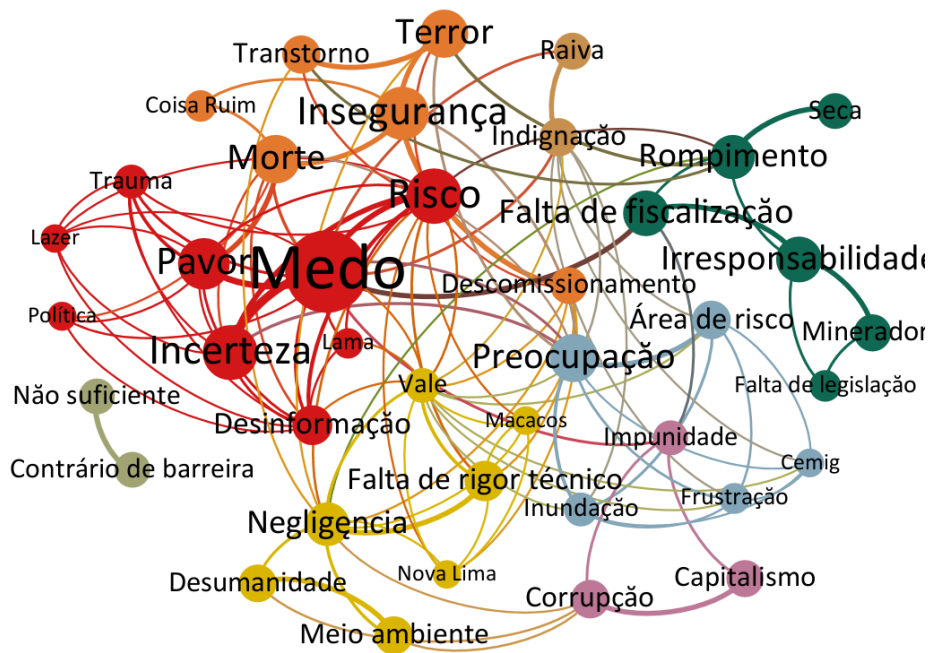 Terror
Transtorno
Raiva
Coisa Ruim
Insegurança
Seca
Indignação
Morte
Rompimento
Trauma
Risco
Falta de fiscalização
Lazer
Pavor
Medo
Irresponsabilidade
Descomissionamento
Política
Área de risco
Lama
Minerador
Incerteza
Preocupação
Vale
Falta de legislação
Não suficiente
Desinformação
Macacos
Impunidade
Contrário de barreira
Cemig
Falta de rigor técnico
Frustração
Inundação
Negligęncia
Nova Lima
Desumanidade
Capitalismo
Corrupção
Meio ambiente